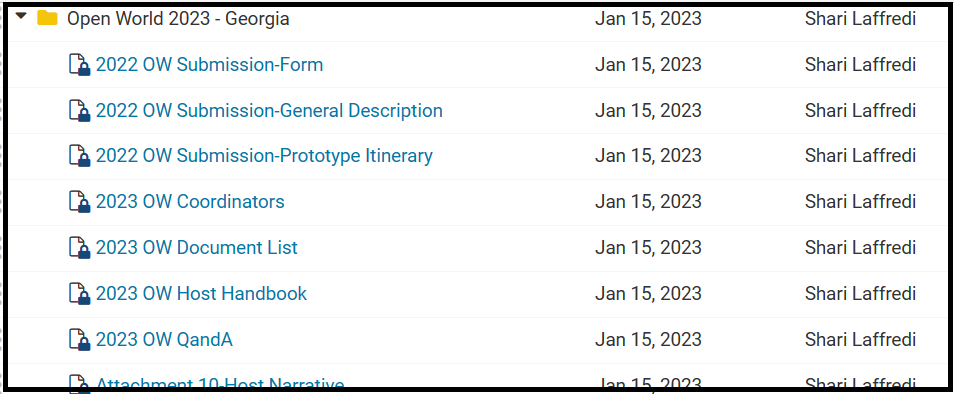 Open World 2023 - Georgia Jan 15, 2023 Shari Laffredi
2022 OW Submission-Form Jan 15, 2023 Shari Laffredi
2022 OW Submission-General Description Jan 15, 2023 Shari Laffredi
2022 OW Submission-Prototype Itinerary Jan 15, 2023 Shari Laffredi
2023 OW Coordinators Jan 15, 2023 Shari Laffredi
2023 OW Document List Jan 15, 2023 Shari Laffredi
2023 OW Host Handbook Jan 15, 2023 Shari Laffredi
2023 OW QandA Jan 15, 2023 Shari Laffredi
Attachment 10-Host Narrative Jan 15, 2023 Shari Laffredi